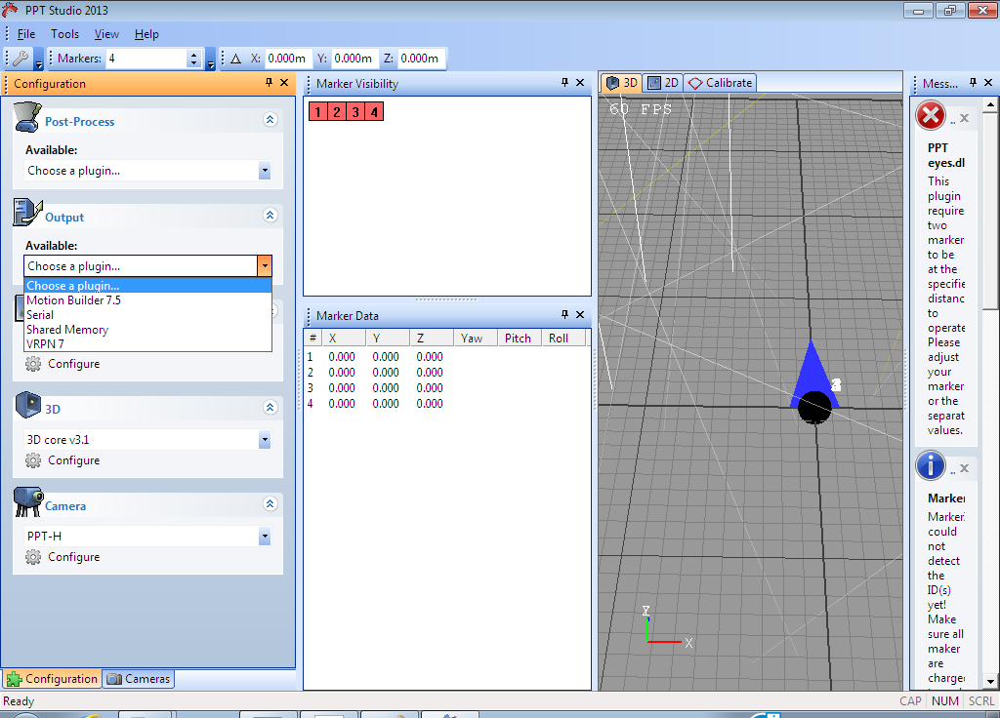 PPT Studio 2013
File Tools View Help
Markers: 4 X: 0.000m Y: 0.000m Z: 0.000m
Configuration
Post-Process
Available:
Choose a plugin...
Output
Available:
Choose a plugin...
Choose a plugin...
Motion Builder 7.5
Serial
Shared Memory
VRPN 7
Configure
3D
3D core v3.1
Configure
Camera
PPT-H
Configure
Configuration Cameras
Marker Visibility
1 2 3 4
Marker Data
# X Y Z Yaw Pitch Roll
1 0.000 0.000 0.000
2 0.000 0.000 0.000
3 0.000 0.000 0.000
4 0.000 0.000 0.000
3D 2D Calibrate
60 FPS
Z
X
Mess...
..
PPT
eyes.dl
This
plugin
require
two
marker
to be
at the
specifie
distanc
to
operate
Please
adjust
your
marker
or the
separat
values.
..
Marker
Marker
could
not
detect
the
ID(s)
yet!
Make
sure all
maker
are
charge
Ready CAP NUM SCRL